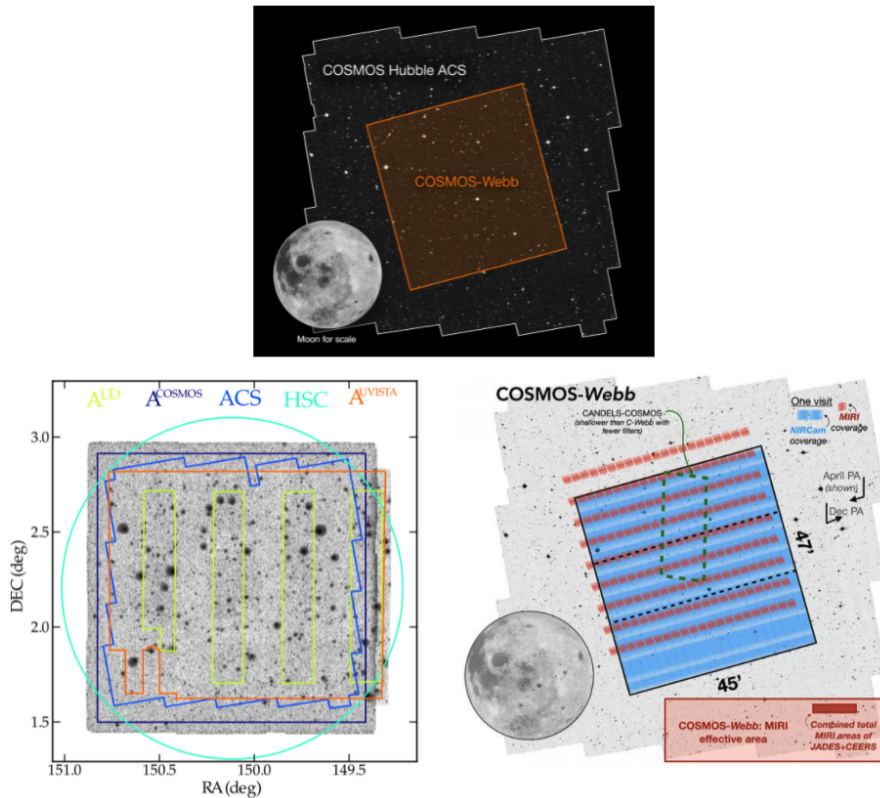 COSMOS Hubble ACS
COSMOS-Webb
Moon for scale
A^UD A^COSMOS ACS HSC A^UVISTA
3.0
2.5
2.0
1.5
DEC (deg)
151.0 150.5 150.0 149.5
RA (deg)
COSMOS-Webb
CANDELS-COSMOS
(shallower than C-Webb with
fewer filters)
One visit
NIRCam
coverage
MIRI
coverage
April PA
(shown)
Dec PA
47'
45'
COSMOS-Webb: MIRI
effective area
Combined total
MIRI areas of
JADES+CEERS